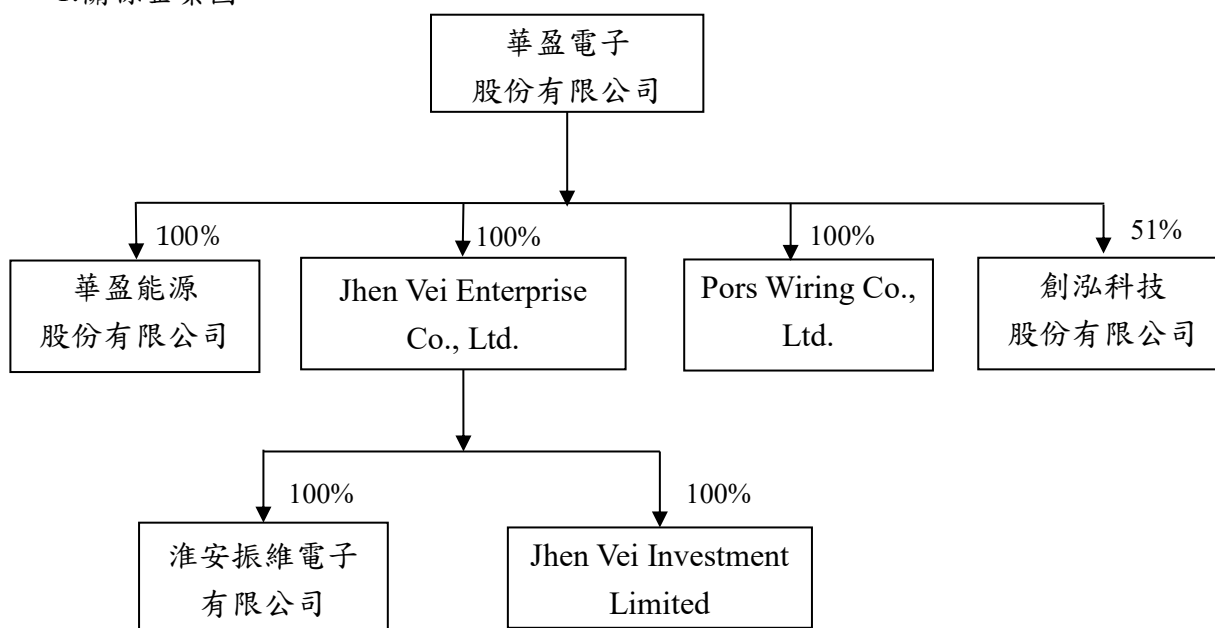 華盈電子
股份有限公司
100%
100%
100%
51%
華盈能源
股份有限公司
Jhen Vei Enterprise
Co., Ltd.
Pors Wiring Co.,
Ltd.
創泓科技
股份有限公司
100%
100%
淮安振維電子
有限公司
Jhen Vei Investment
Limited